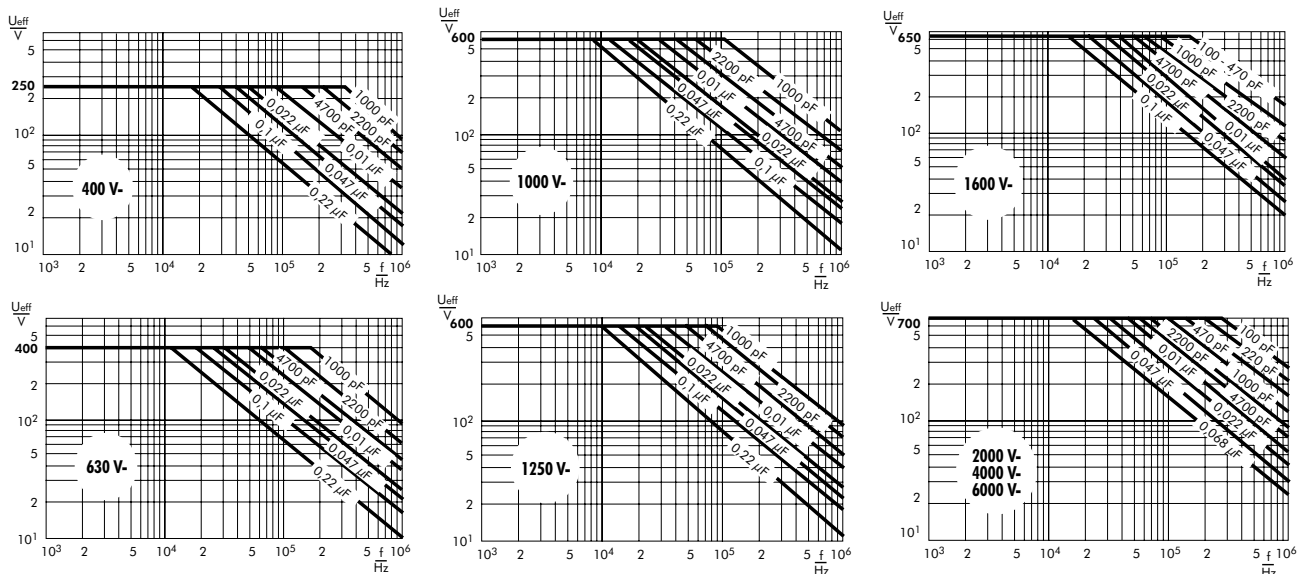 Ueff
V
5
250
2
10²
5
2
10¹
400 V-
0,22 µF
0,1 µF
0,047 µF
0,022 µF
0,01 µF
4700 pF
2200 pF
1000 pF
10³ 2 5 10⁴ 2 5 10⁵ 2 5 f 10⁶
Hz
Ueff
V
600
5
2
10²
5
2
10¹
1000 V-
0,22 µF
0,1 µF
0,047 µF
0,022 µF
0,01 µF
4700 pF
2200 pF
1000 pF
10³ 2 5 10⁴ 2 5 10⁵ 2 5 f 10⁶
Hz
Ueff
V
650
5
2
10²
5
2
10¹
1600 V-
0,1 µF
0,047 µF
0,022 µF
0,01 µF
4700 pF
2200 pF
1000 pF
100 - 470 pF
10³ 2 5 10⁴ 2 5 10⁵ 2 5 f 10⁶
Hz
Ueff
V
5
400
2
10²
5
2
10¹
630 V-
0,22 µF
0,1 µF
0,047 µF
0,022 µF
0,01 µF
4700 pF
2200 pF
1000 pF
10³ 2 5 10⁴ 2 5 10⁵ 2 5 f 10⁶
Hz
Ueff
V
600
5
2
10²
5
2
10¹
1250 V-
0,22 µF
0,1 µF
0,047 µF
0,022 µF
0,01 µF
4700 pF
2200 pF
1000 pF
10³ 2 5 10⁴ 2 5 10⁵ 2 5 f 10⁶
Hz
Ueff
V
700
5
2
10²
5
2
10¹
2000 V-
4000 V-
6000 V-
0,068 µF
0,047 µF
0,022 µF
0,01 µF
4700 pF
2200 pF
1000 pF
470 pF
220 pF
100 pF
10³ 2 5 10⁴ 2 5 10⁵ 2 5 f 10⁶
Hz